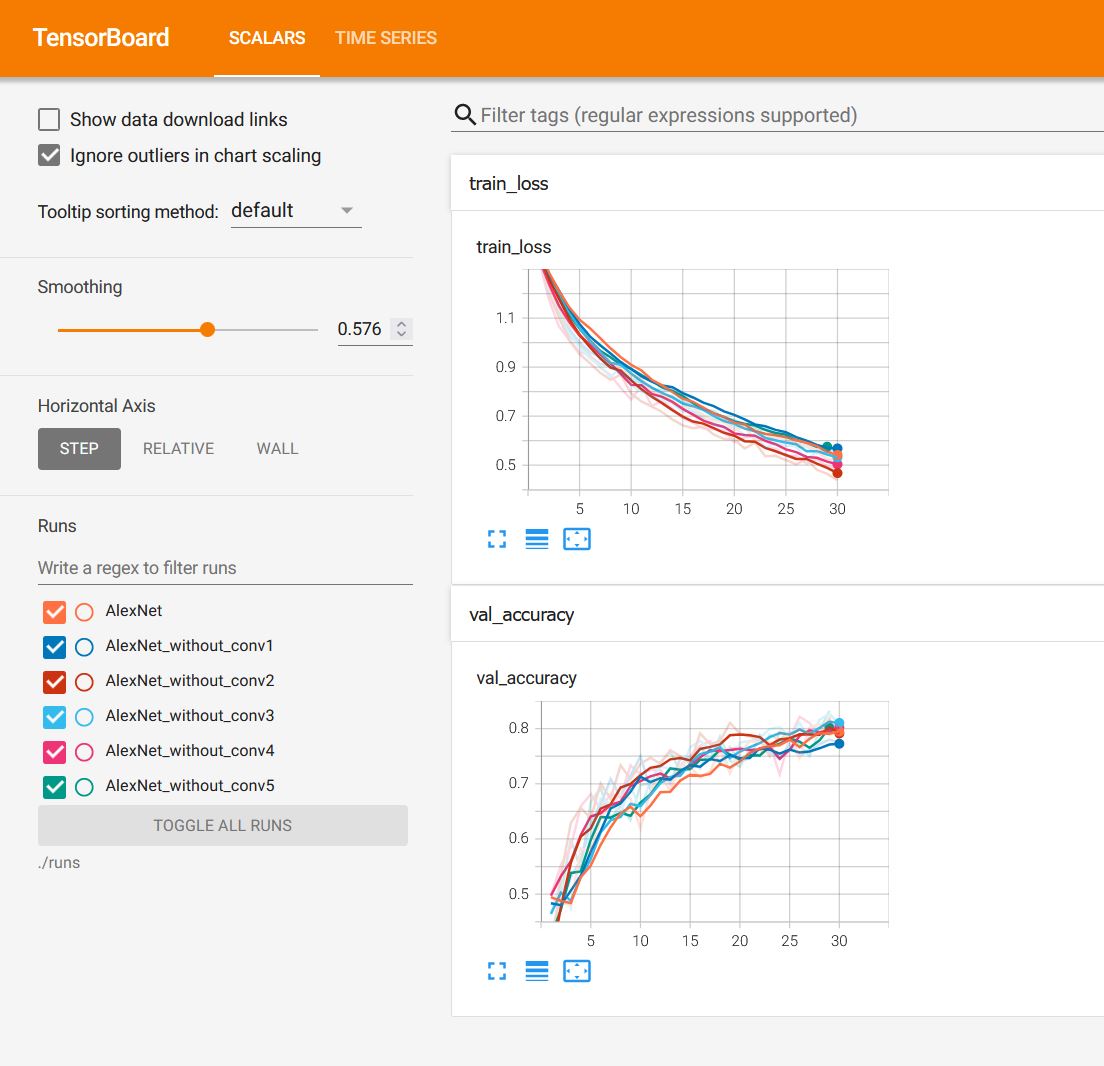 TensorBoard SCALARS TIME SERIES
Show data download links
Ignore outliers in chart scaling
Tooltip sorting method: default
Smoothing
0.576
Horizontal Axis
STEP RELATIVE WALL
Runs
Write a regex to filter runs
AlexNet
AlexNet_without_conv1
AlexNet_without_conv2
AlexNet_without_conv3
AlexNet_without_conv4
AlexNet_without_conv5
TOGGLE ALL RUNS
./runs
Filter tags (regular expressions supported)
train_loss
train_loss
1.1
0.9
0.7
0.5
5 10 15 20 25 30
val_accuracy
val_accuracy
0.8
0.7
0.6
0.5
5 10 15 20 25 30